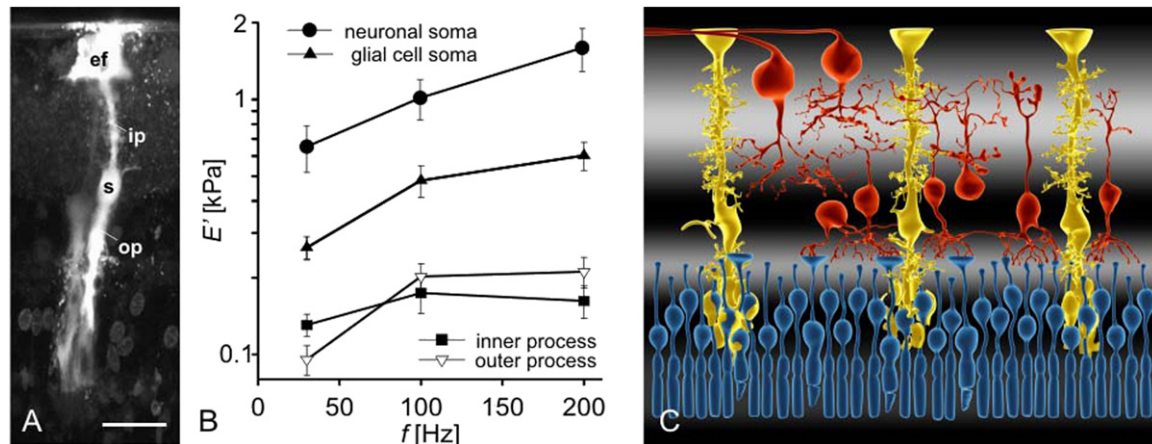 ef
ip
s
op
A
2
1
0.1
E' [kPa]
neuronal soma
glial cell soma
inner process
outer process
0
50
100
150
200
f [Hz]
B
C